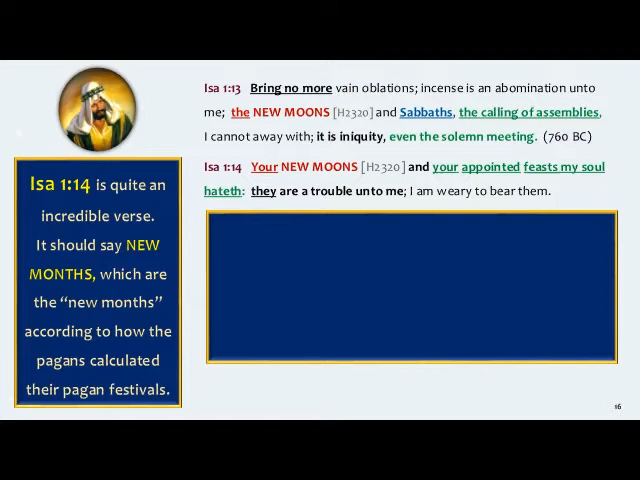 Isa 1:13 Bring no more vain oblations; incense is an abomination unto
me; the NEW MOONS [H2320] and Sabbaths, the calling of assemblies,
I cannot away with; it is iniquity, even the solemn meeting. (760 BC)
Isa 1:14 Your NEW MOONS [H2320] and your appointed feasts my soul
hateth: they are a trouble unto me; I am weary to bear them.
Isa 1:14 is quite an
incredible verse.
It should say NEW
MONTHS, which are
the “new months”
according to how the
pagans calculated
their pagan festivals.
16